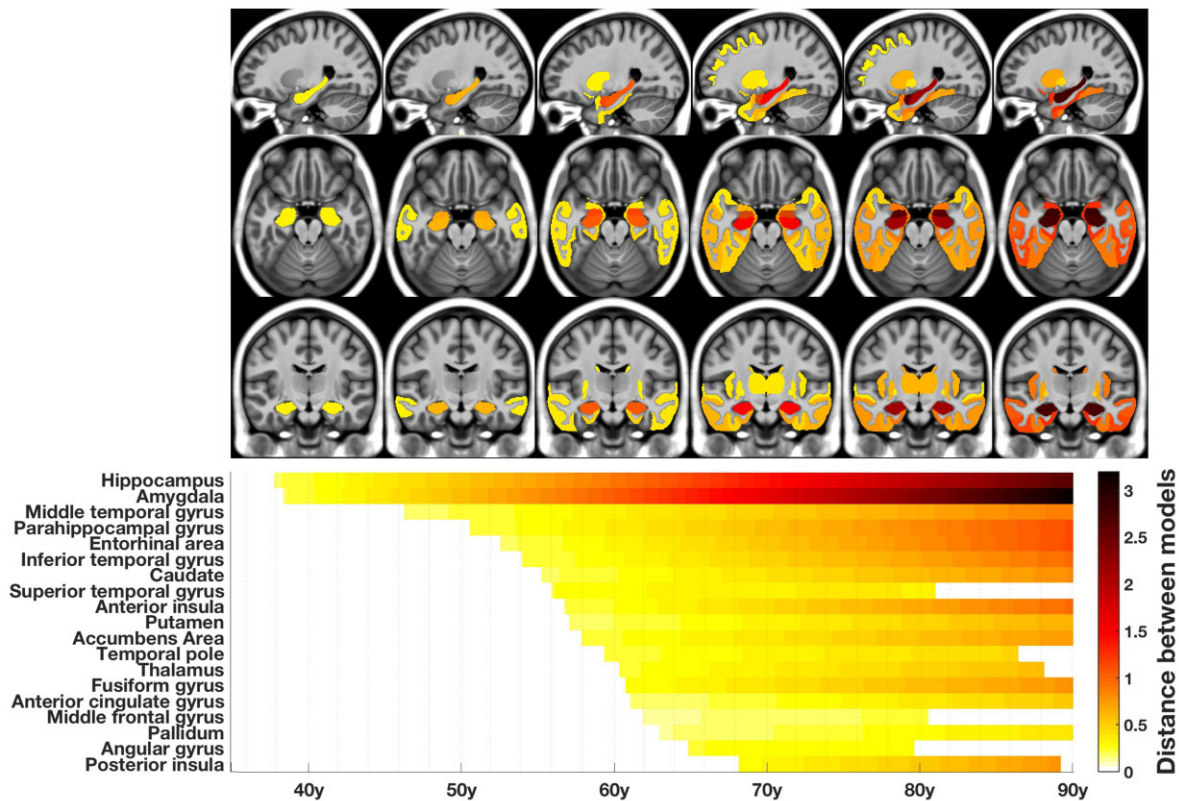 Hippocampus
Amygdala
Middle temporal gyrus
Parahippocampal gyrus
Entorhinal area
Inferior temporal gyrus
Caudate
Superior temporal gyrus
Anterior insula
Putamen
Accumbens Area
Temporal pole
Thalamus
Fusiform gyrus
Anterior cingulate gyrus
Middle frontal gyrus
Pallidum
Angular gyrus
Posterior insula
40y 50y 60y 70y 80y 90y
3
2.5
2
1.5
1
0.5
0
Distance between models